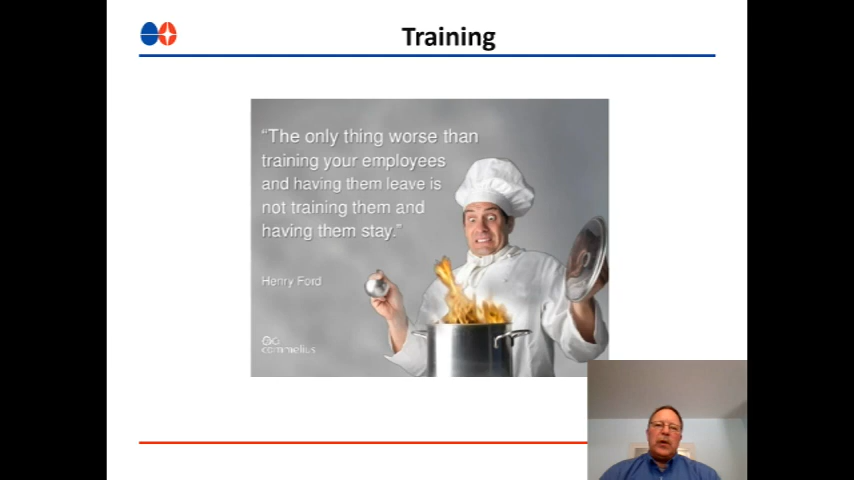 Training
“The only thing worse than
training your employees
and having them leave is
not training them and
having them stay.”
Henry Ford